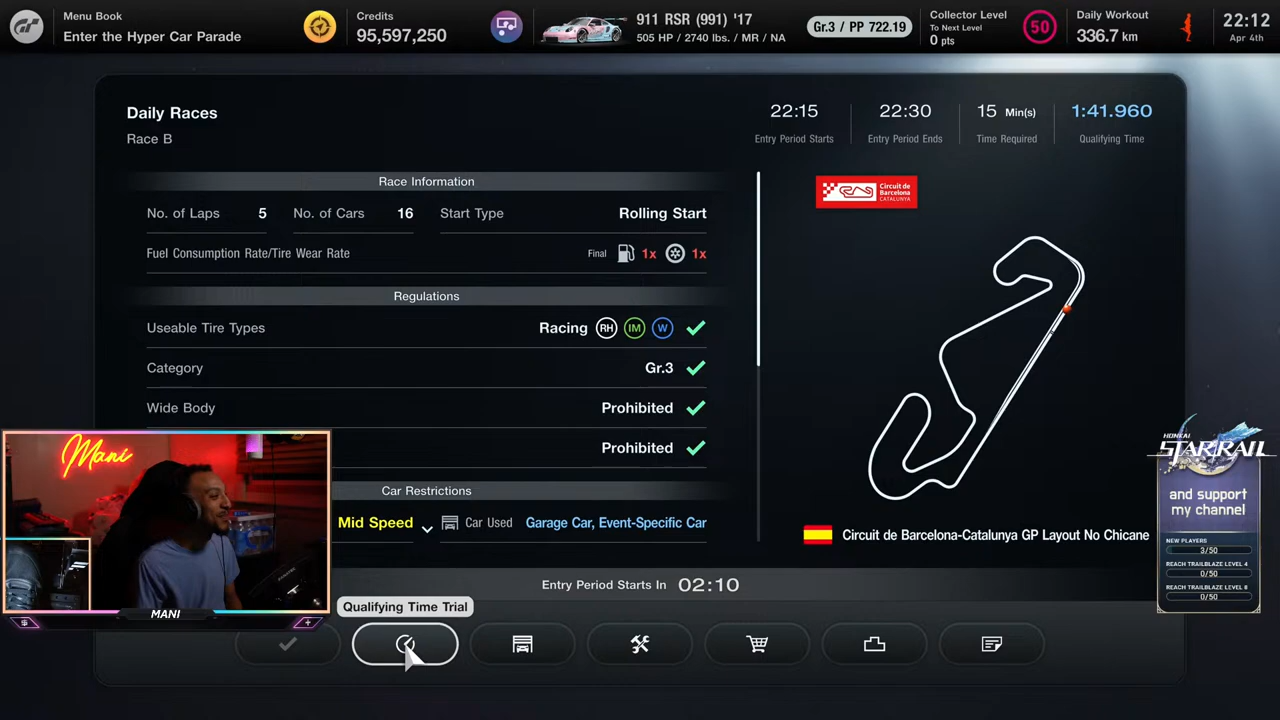 Menu Book
Enter the Hyper Car Parade
Credits
95,597,250
911 RSR (991) '17
505 HP / 2740 lbs. / MR / NA
Gr.3 / PP 722.19
Collector Level
To Next Level
0 pts
50
Daily Workout
336.7 km
22:12
Apr 4th
Daily Races
Race B
22:15
Entry Period Starts
22:30
Entry Period Ends
15 Min(s)
Time Required
1:41.960
Qualifying Time
Race Information
No. of Laps 5 No. of Cars 16 Start Type Rolling Start
Fuel Consumption Rate/Tire Wear Rate Final 1x 1x
Regulations
Useable Tire Types Racing RH IM W
Category Gr.3
Wide Body Prohibited
Prohibited
Car Restrictions
Mid Speed Car Used Garage Car, Event-Specific Car
Circuit de
Barcelona
CATALUNYA
Circuit de Barcelona-Catalunya GP Layout No Chicane
Entry Period Starts In 02:10
Qualifying Time Trial
Mani
MANI
HONKAI
STAR RAIL
and support
my channel
NEW PLAYERS
3/50
REACH TRAILBLAZE LEVEL 4
0/50
REACH TRAILBLAZE LEVEL 8
0/50